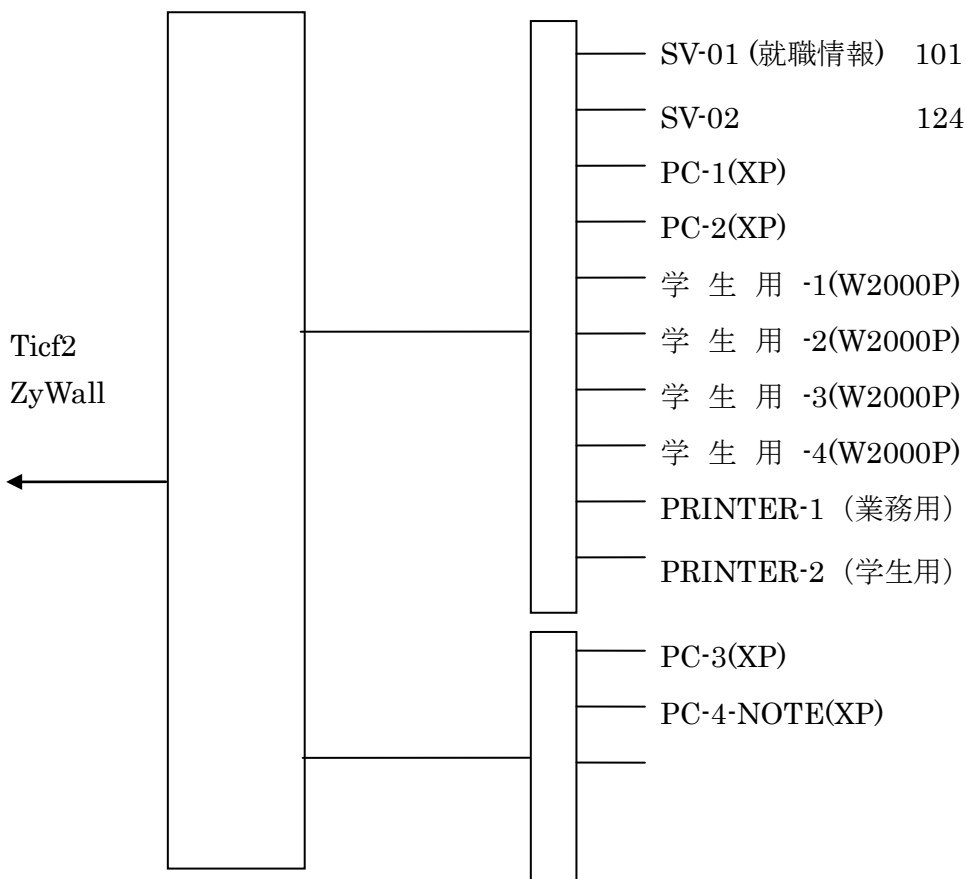 Ticf2
ZyWall
SV-01 (就職情報) 101
SV-02 124
PC-1(XP)
PC-2(XP)
学 生 用 -1(W2000P)
学 生 用 -2(W2000P)
学 生 用 -3(W2000P)
学 生 用 -4(W2000P)
PRINTER-1（業務用）
PRINTER-2（学生用）
PC-3(XP)
PC-4-NOTE(XP)